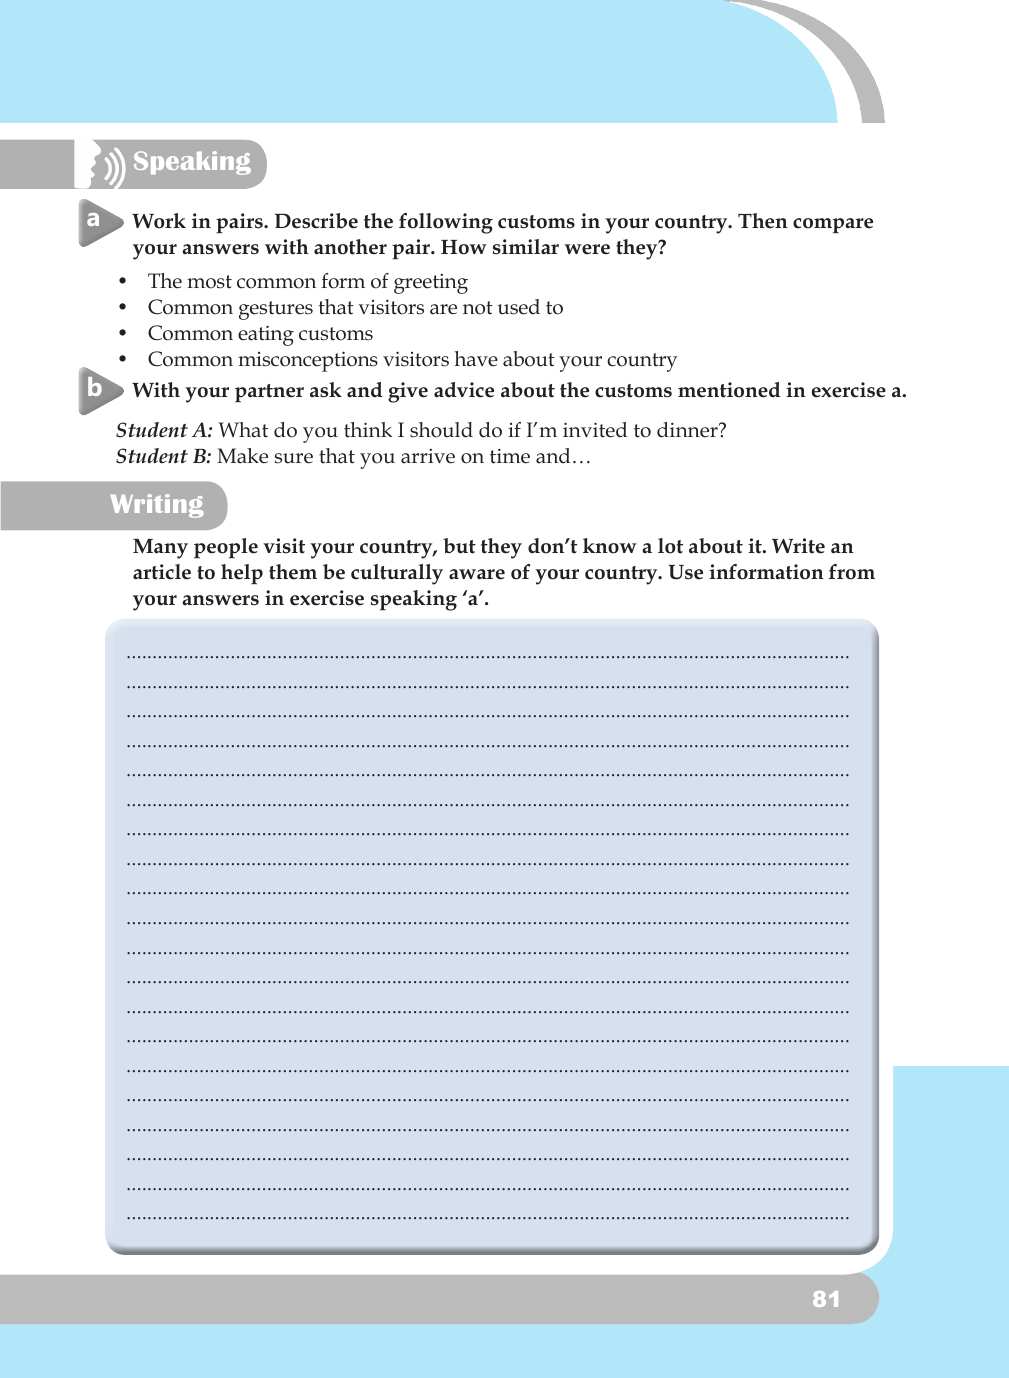 Speaking
a Work in pairs. Describe the following customs in your country. Then compare
your answers with another pair. How similar were they?
• The most common form of greeting
• Common gestures that visitors are not used to
• Common eating customs
• Common misconceptions visitors have about your country
b With your partner ask and give advice about the customs mentioned in exercise a.
Student A: What do you think I should do if I’m invited to dinner?
Student B: Make sure that you arrive on time and…
Writing
Many people visit your country, but they don’t know a lot about it. Write an
article to help them be culturally aware of your country. Use information from
your answers in exercise speaking ‘a’.
81